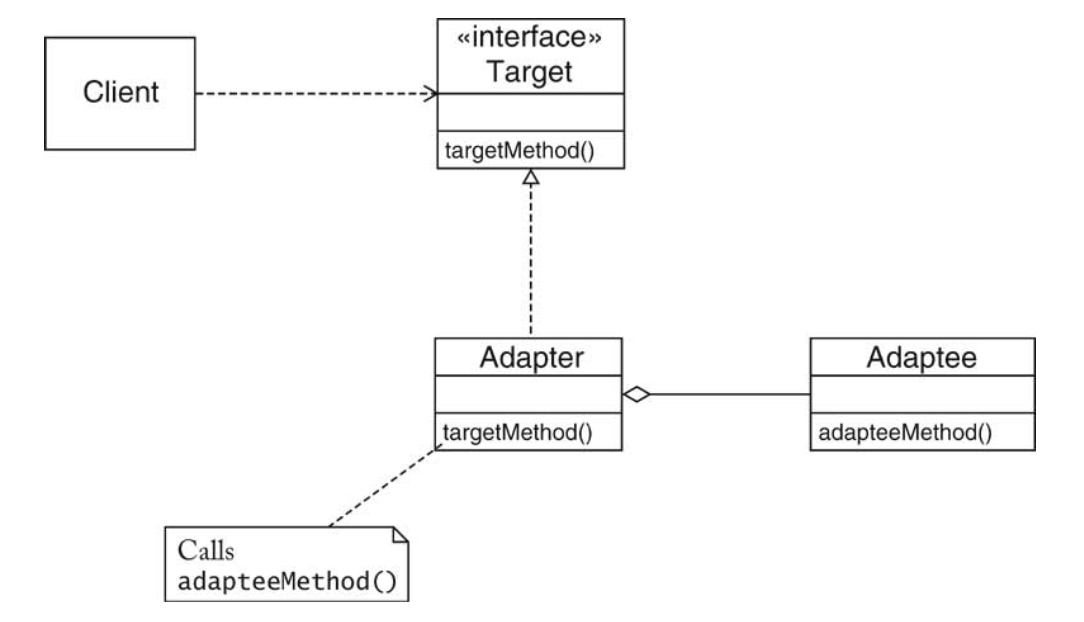 Client
«interface»
Target
targetMethod()
Adapter
targetMethod()
Adaptee
adapteeMethod()
Calls
adapteeMethod()